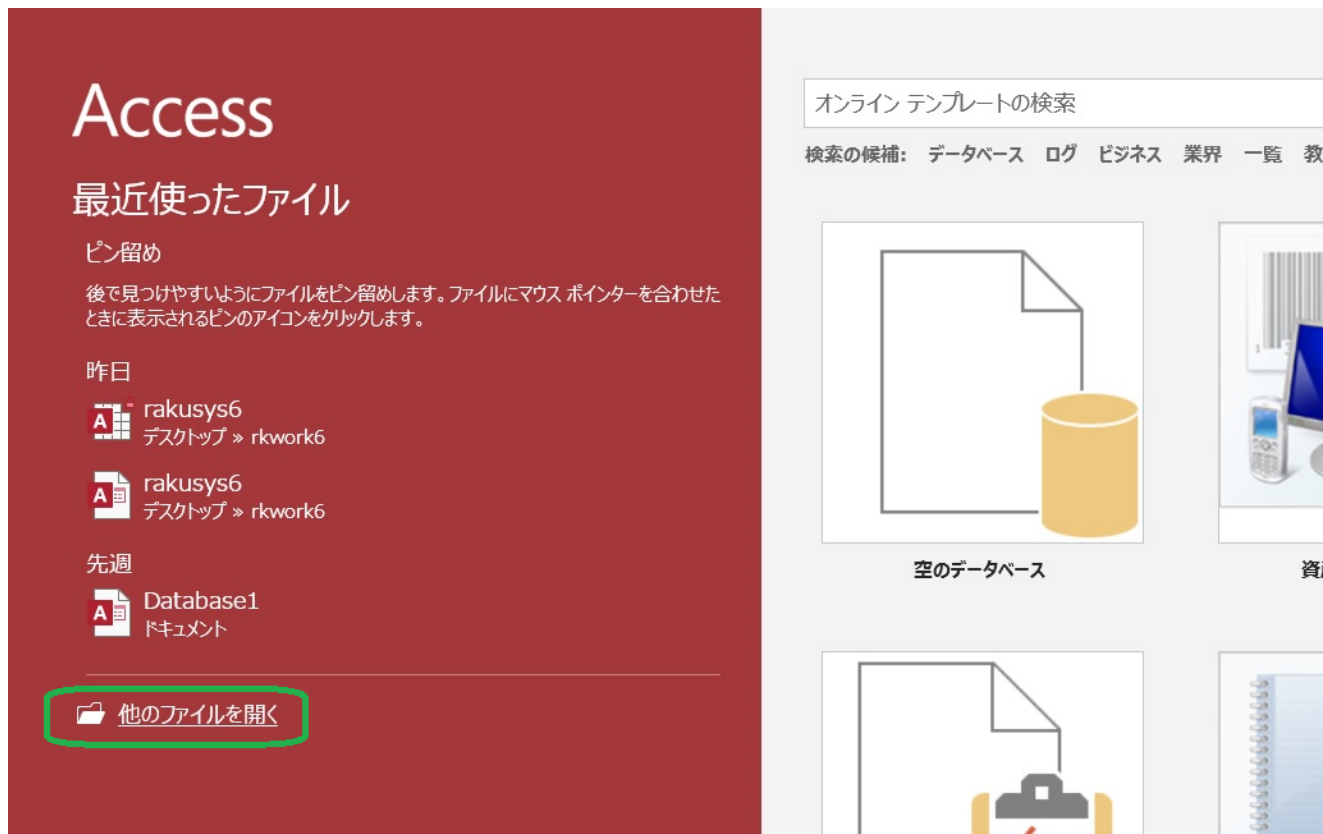 Access
最近使ったファイル
ピン留め
後で見つけやすいようにファイルをピン留めします。ファイルにマウス ポインターを合わせた
ときに表示されるピンのアイコンをクリックします。
昨日
rakusys6
デスクトップ » rkwork6
rakusys6
デスクトップ » rkwork6
先週
Database1
ドキュメント
他のファイルを開く
オンライン テンプレートの検索
検索の候補: データベース ログ ビジネス 業界 一覧 教
空のデータベース
資